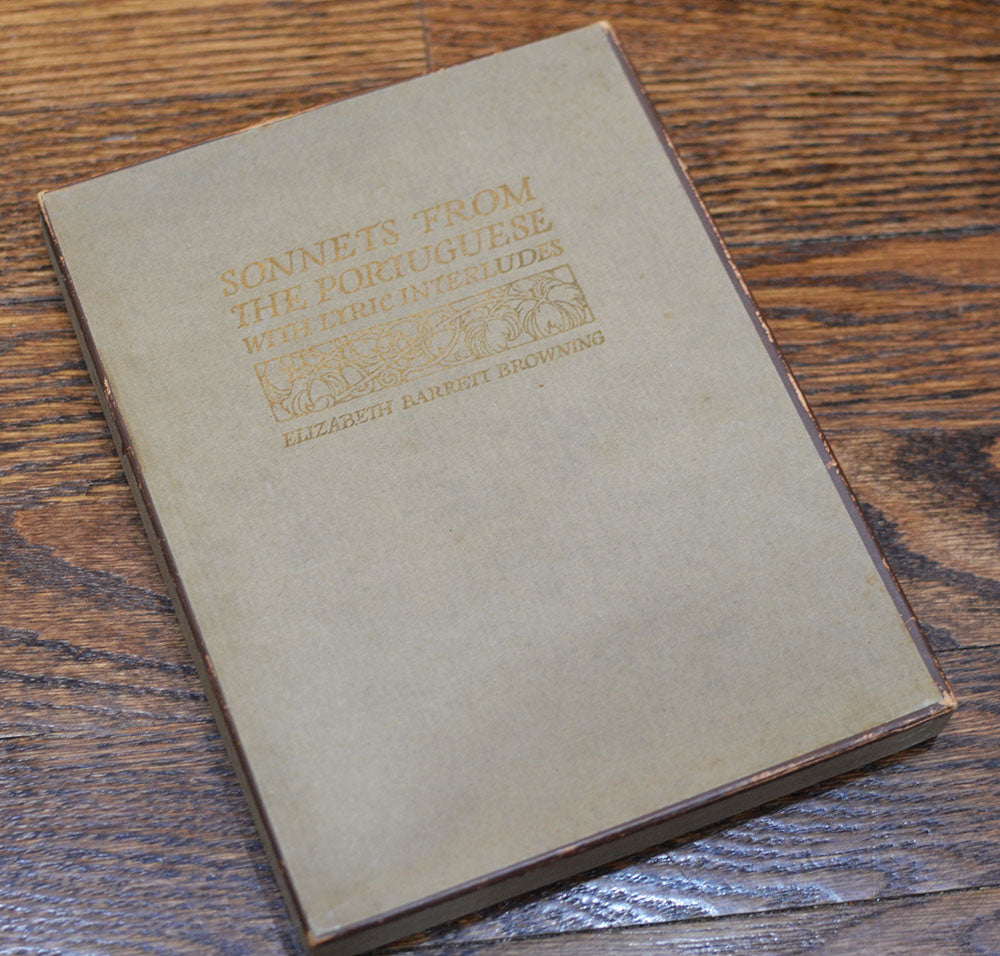 SONNETS FROM
THE PORTUGUESE
WITH LYRIC INTERLUDES
ELIZABETH BARRETT BROWNING